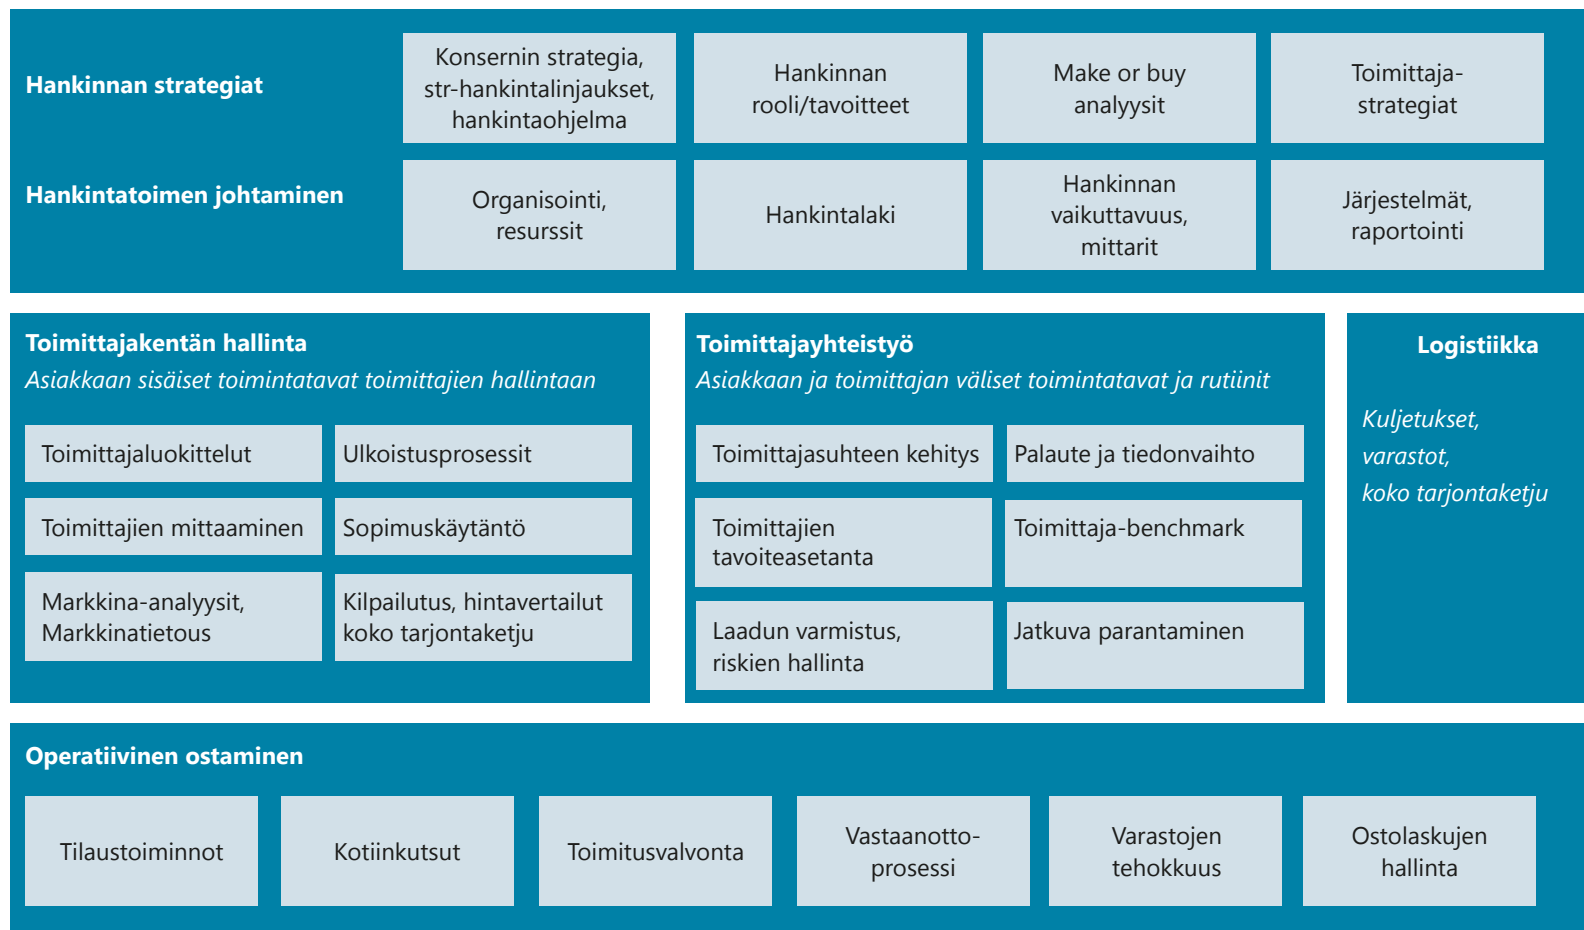 Hankinnan strategiat
Konsernin strategia,
str-hankintalinjaukset,
hankintaohjelma
Hankinnan
rooli/tavoitteet
Make or buy
analyysit
Toimittaja-
strategiat
Hankintatoimen johtaminen
Organisointi,
resurssit
Hankintalaki
Hankinnan
vaikuttavuus,
mittarit
Järjestelmät,
raportointi
Toimittajakentän hallinta
Asiakkaan sisäiset toimintatavat toimittajien hallintaan
Toimittajaluokittelut
Ulkoistusprosessit
Toimittajien mittaaminen
Sopimuskäytäntö
Markkina-analyysit,
Markkinatietous
Kilpailutus, hintavertailut
koko tarjontaketju
Toimittajayhteistyö
Asiakkaan ja toimittajan väliset toimintatavat ja rutiinit
Toimittajasuhteen kehitys
Palaute ja tiedonvaihto
Toimittajien
tavoiteasetanta
Toimittaja-benchmark
Laadun varmistus,
riskien hallinta
Jatkuva parantaminen
Logistiikka
Kuljetukset,
varastot,
koko tarjontaketju
Operatiivinen ostaminen
Tilaustoiminnot
Kotiinkutsut
Toimitusvalvonta
Vastaanotto-
prosessi
Varastojen
tehokkuus
Ostolaskujen
hallinta